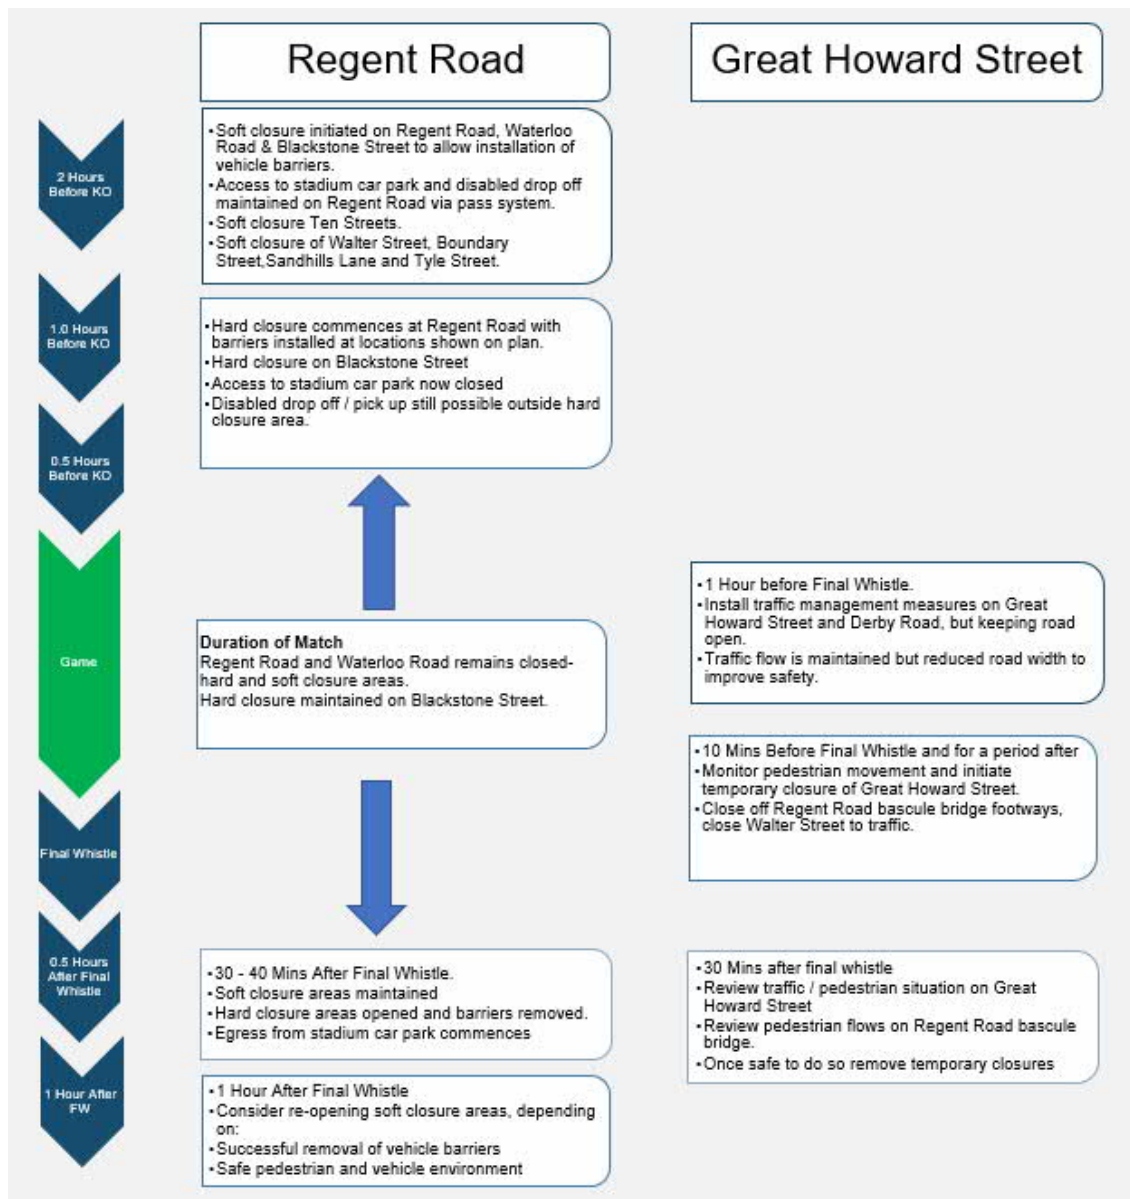 Regent Road
Great Howard Street
2 Hours
Before KO
▪Soft closure initiated on Regent Road, Waterloo
Road & Blackstone Street to allow installation of
vehicle barriers.
▪Access to stadium car park and disabled drop off
maintained on Regent Road via pass system.
▪Soft closure Ten Streets.
▪Soft closure of Walter Street, Boundary
Street,Sandhills Lane and Tyle Street.
1.0 Hours
Before KO
▪Hard closure commences at Regent Road with
barriers installed at locations shown on plan.
▪Hard closure on Blackstone Street
▪Access to stadium car park now closed
▪Disabled drop off / pick up still possible outside hard
closure area.
0.5 Hours
Before KO
Game
Duration of Match
Regent Road and Waterloo Road remains closed-
hard and soft closure areas.
Hard closure maintained on Blackstone Street.
▪1 Hour before Final Whistle.
▪Install traffic management measures on Great
Howard Street and Derby Road, but keeping road
open.
▪Traffic flow is maintained but reduced road width to
improve safety.
▪10 Mins Before Final Whistle and for a period after
▪Monitor pedestrian movement and initiate
temporary closure of Great Howard Street.
▪Close off Regent Road bascule bridge footways,
close Walter Street to traffic.
Final Whistle
0.5 Hours
After Final
Whistle
▪30 - 40 Mins After Final Whistle.
▪Soft closure areas maintained
▪Hard closure areas opened and barriers removed.
▪Egress from stadium car park commences
▪30 Mins after final whistle
▪Review traffic / pedestrian situation on Great
Howard Street
▪Review pedestrian flows on Regent Road bascule
bridge.
▪Once safe to do so remove temporary closures
1 Hour After
FW
▪1 Hour After Final Whistle
▪Consider re-opening soft closure areas, depending
on:
▪Successful removal of vehicle barriers
▪Safe pedestrian and vehicle environment